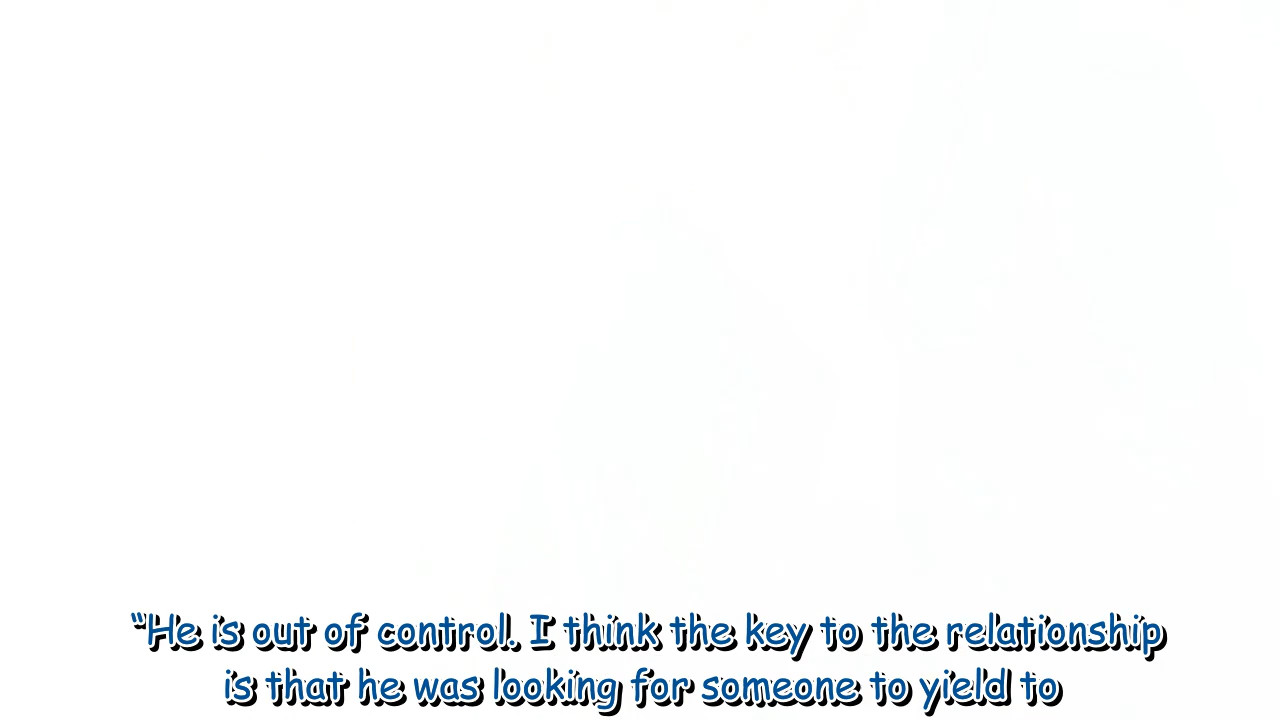 “He is out of control. I think the key to the relationship
is that he was looking for someone to yield to